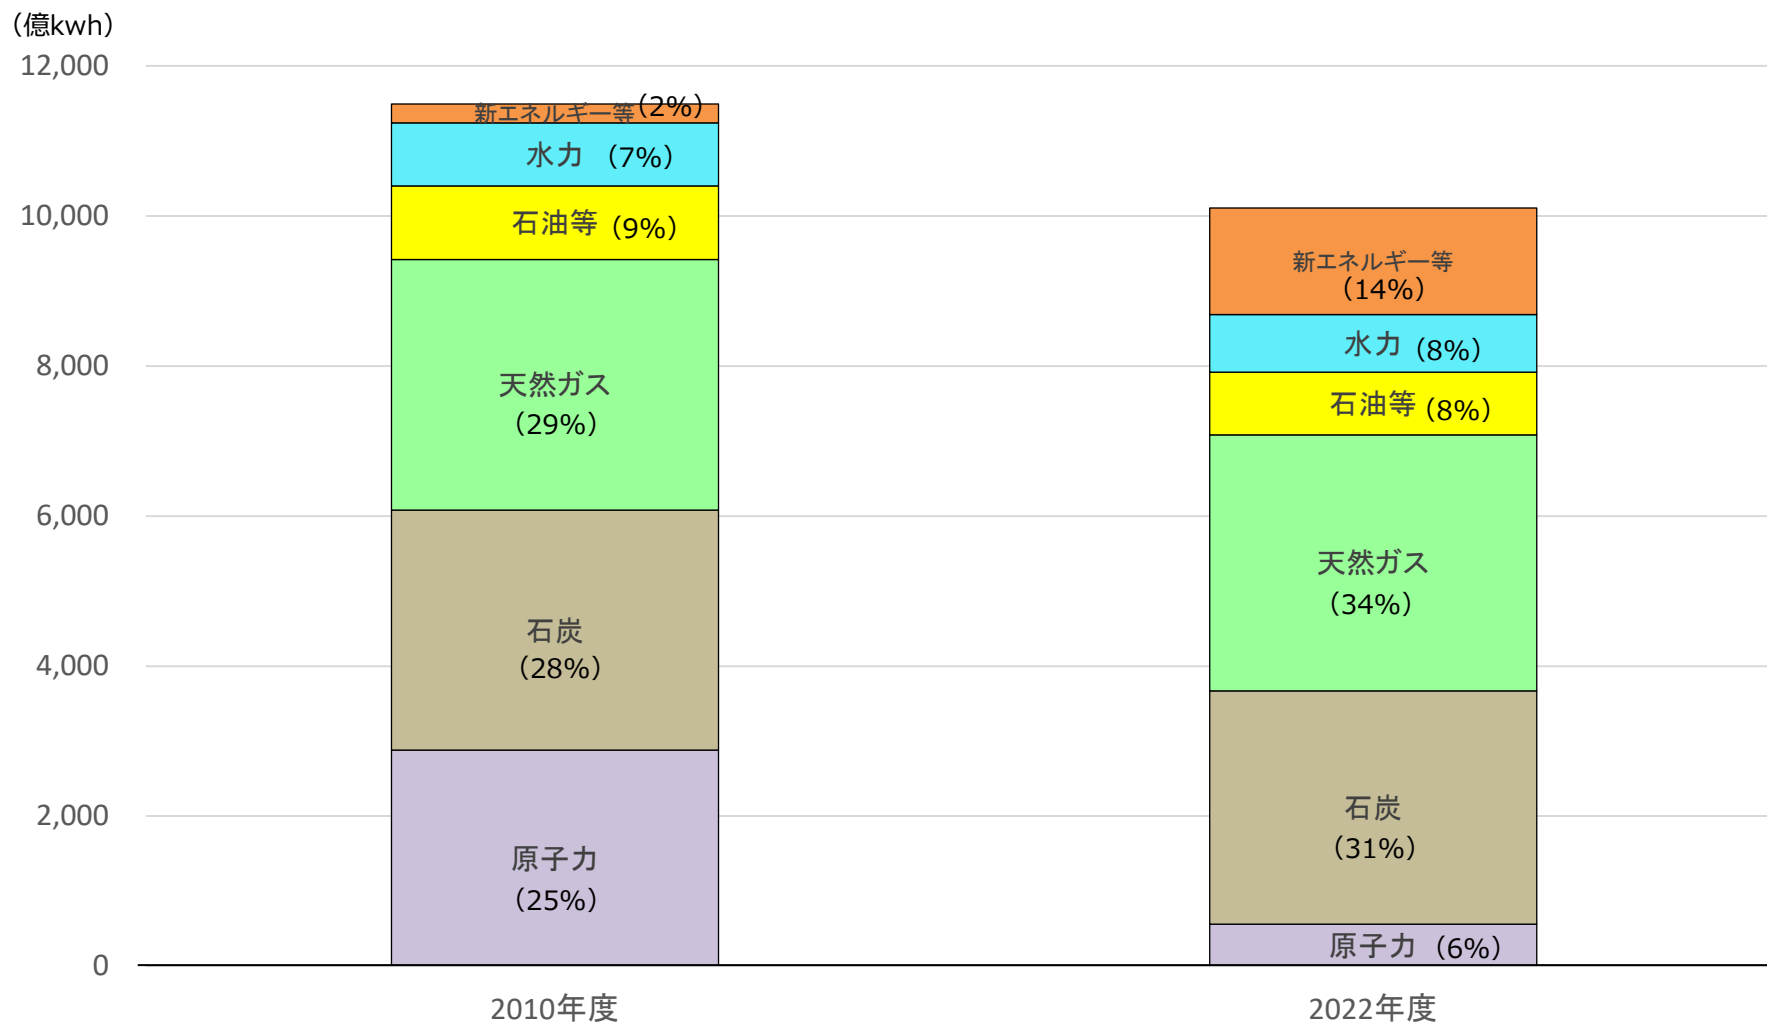 （億kwh）
12,000
10,000
8,000
6,000
4,000
2,000
0
新エネルギー等（2%）
水力（7%）
石油等（9%）
天然ガス
（29%）
石炭
（28%）
原子力
（25%）
2010年度
新エネルギー等
（14%）
水力（8%）
石油等（8%）
天然ガス
（34%）
石炭
（31%）
原子力（6%）
2022年度